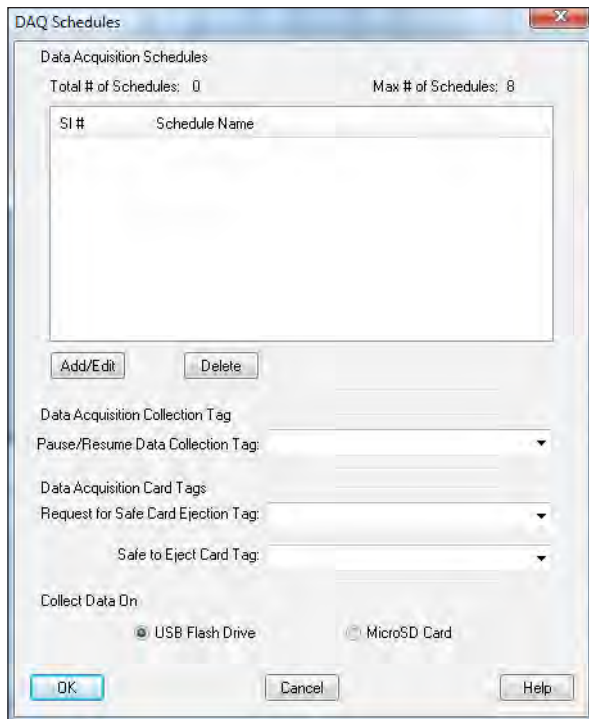 DAQ Schedules
Data Acquisition Schedules
Total # of Schedules: 0 Max # of Schedules: 8
Sl # Schedule Name
Add/Edit Delete
Data Acquisition Collection Tag
Pause/Resume Data Collection Tag:
Data Acquisition Card Tags
Request for Safe Card Ejection Tag:
Safe to Eject Card Tag:
Collect Data On
USB Flash Drive MicroSD Card
OK Cancel Help